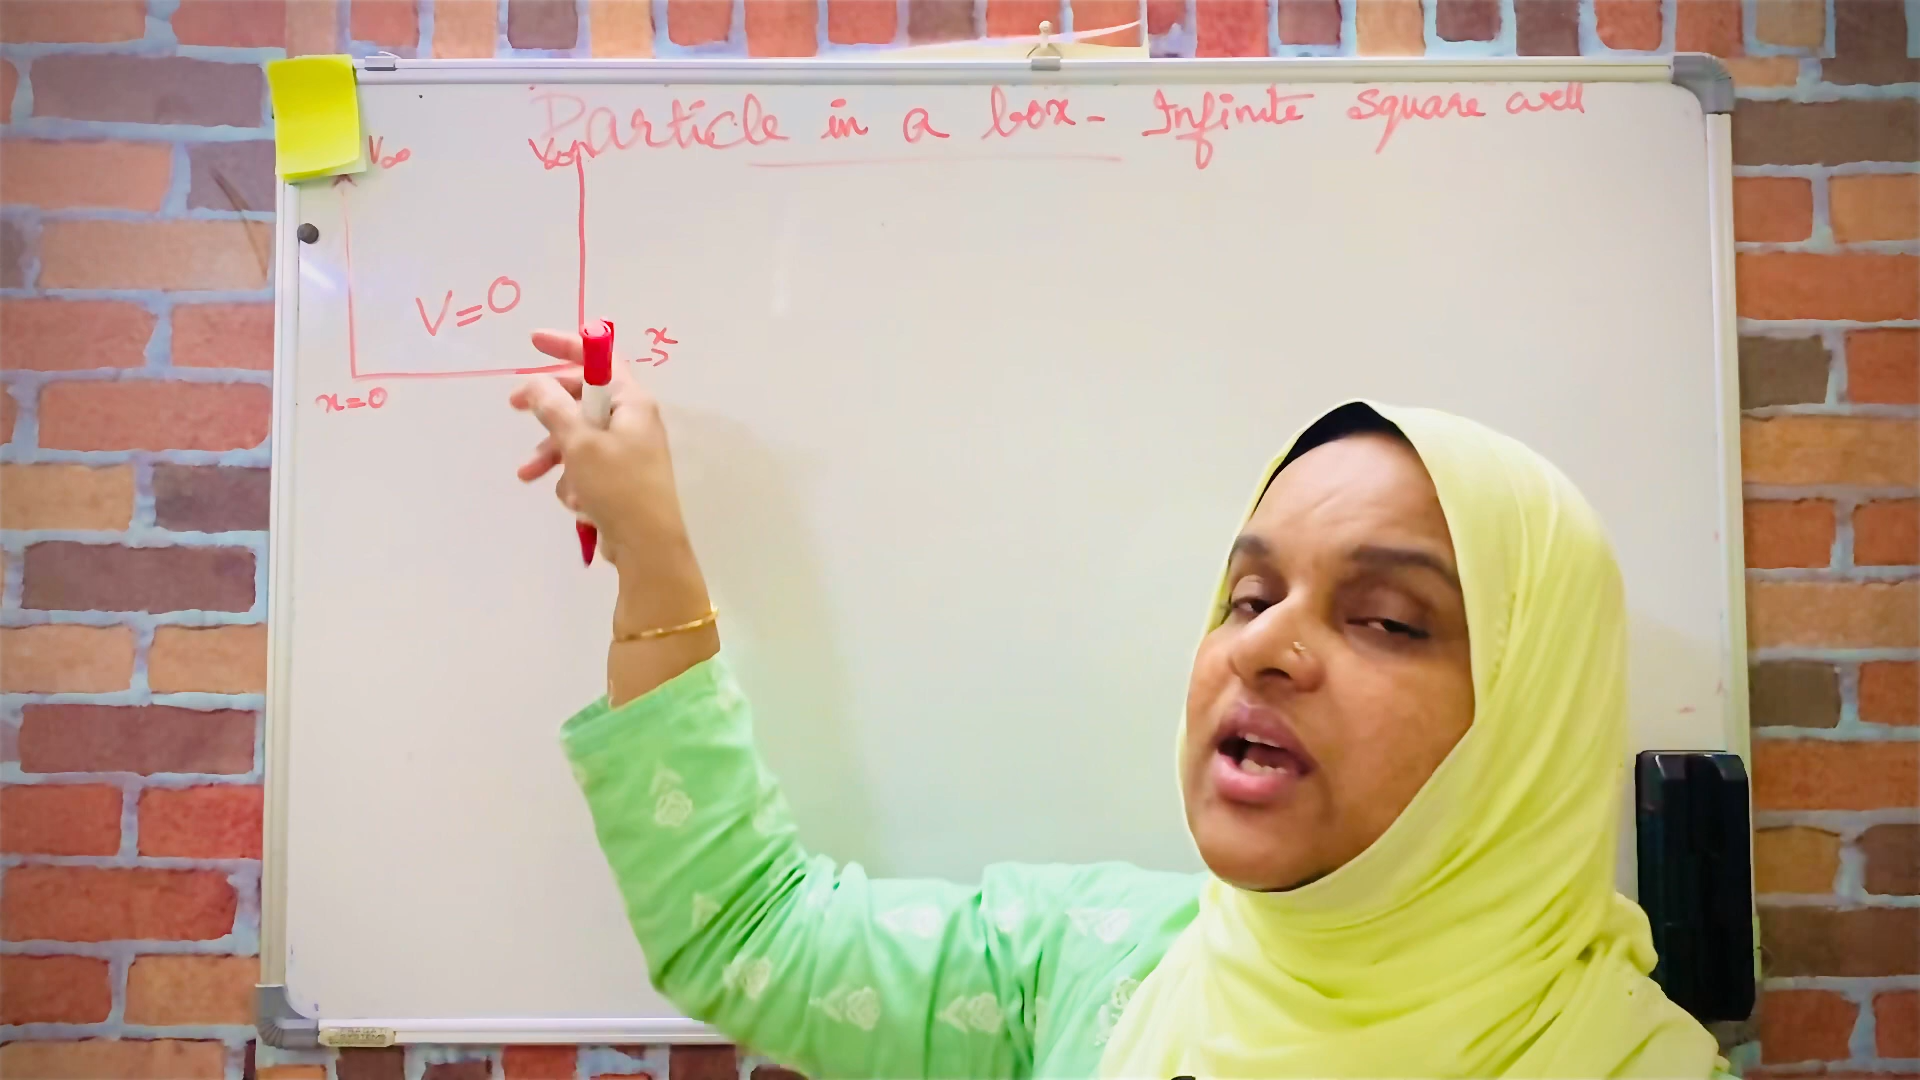 Particle in a box - Infinite square well
V∞ V∞
V=0
x
x=0